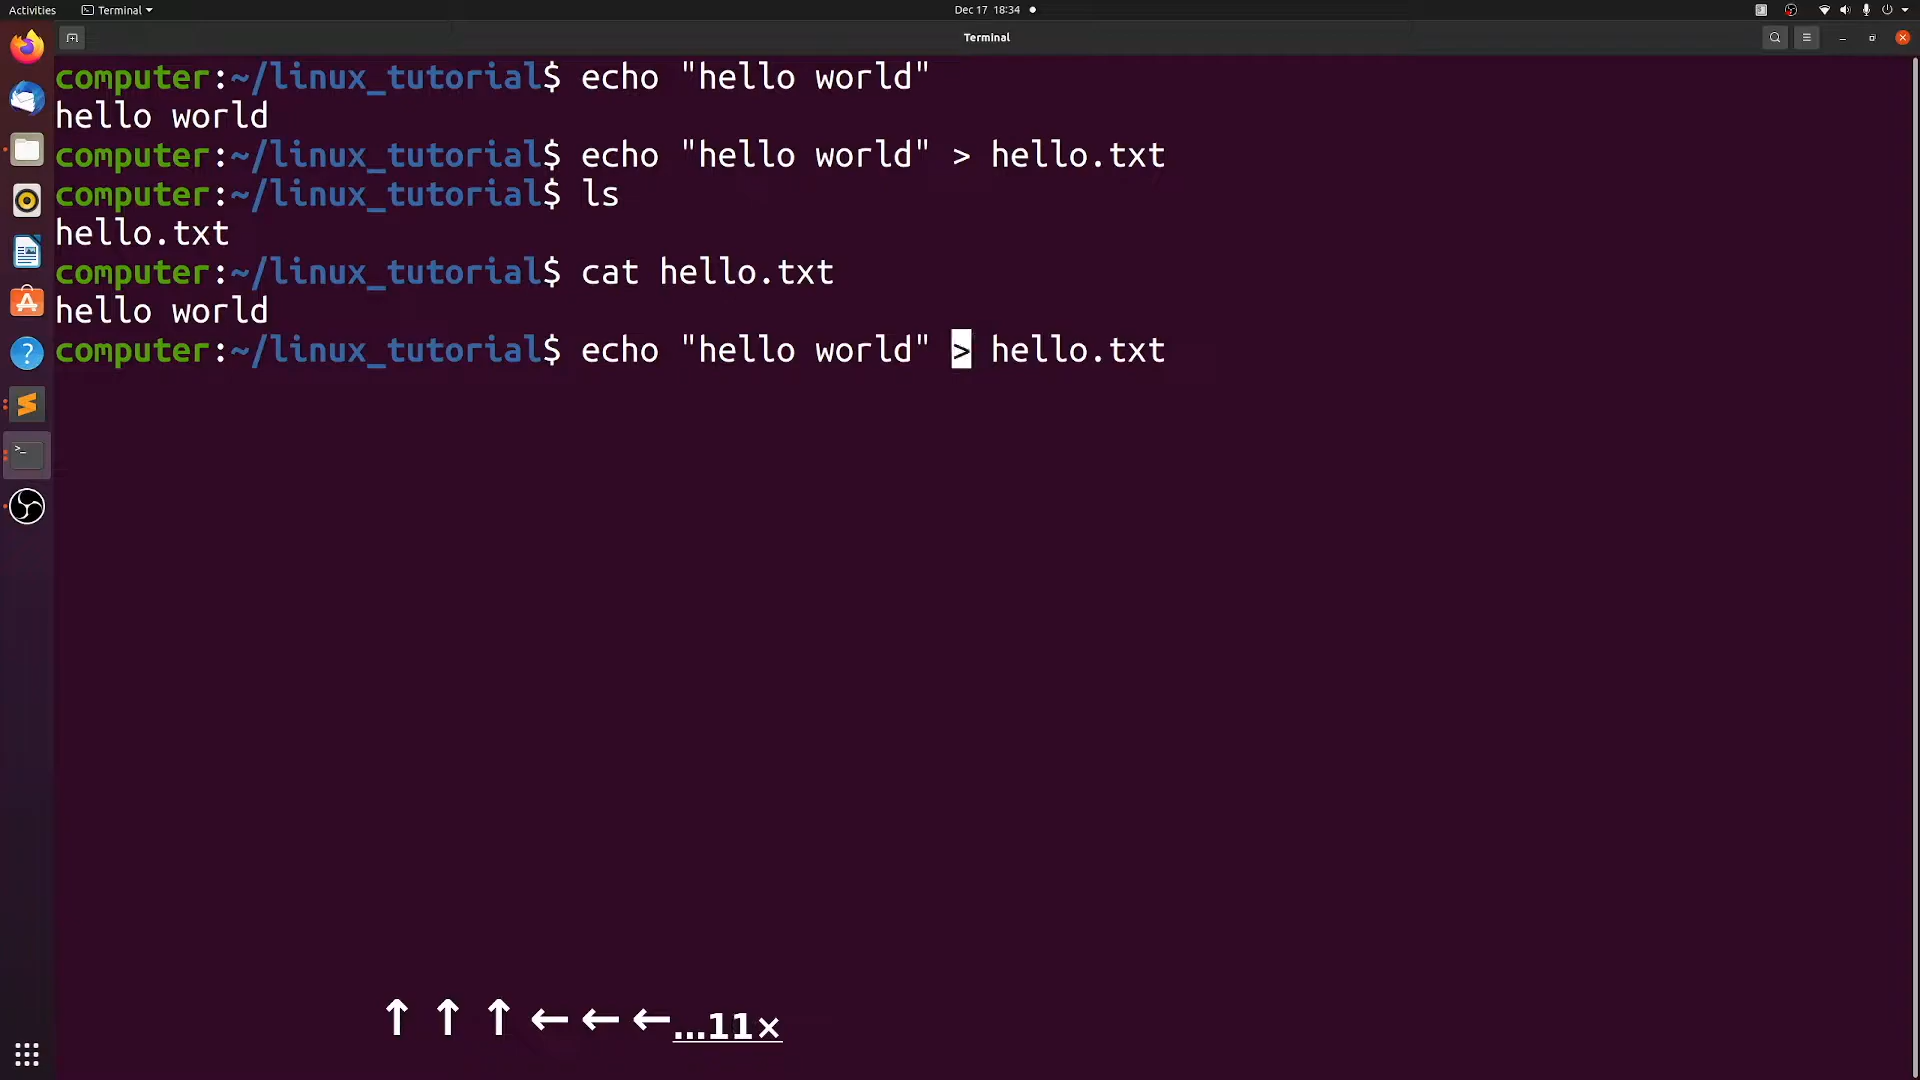 Activities Terminal Dec 17 18:34
Terminal
computer:~/linux_tutorial$ echo "hello world"
hello world
computer:~/linux_tutorial$ echo "hello world" > hello.txt
computer:~/linux_tutorial$ ls
hello.txt
computer:~/linux_tutorial$ cat hello.txt
hello world
computer:~/linux_tutorial$ echo "hello world" > hello.txt
↑ ↑ ↑ ← ← ←...11×